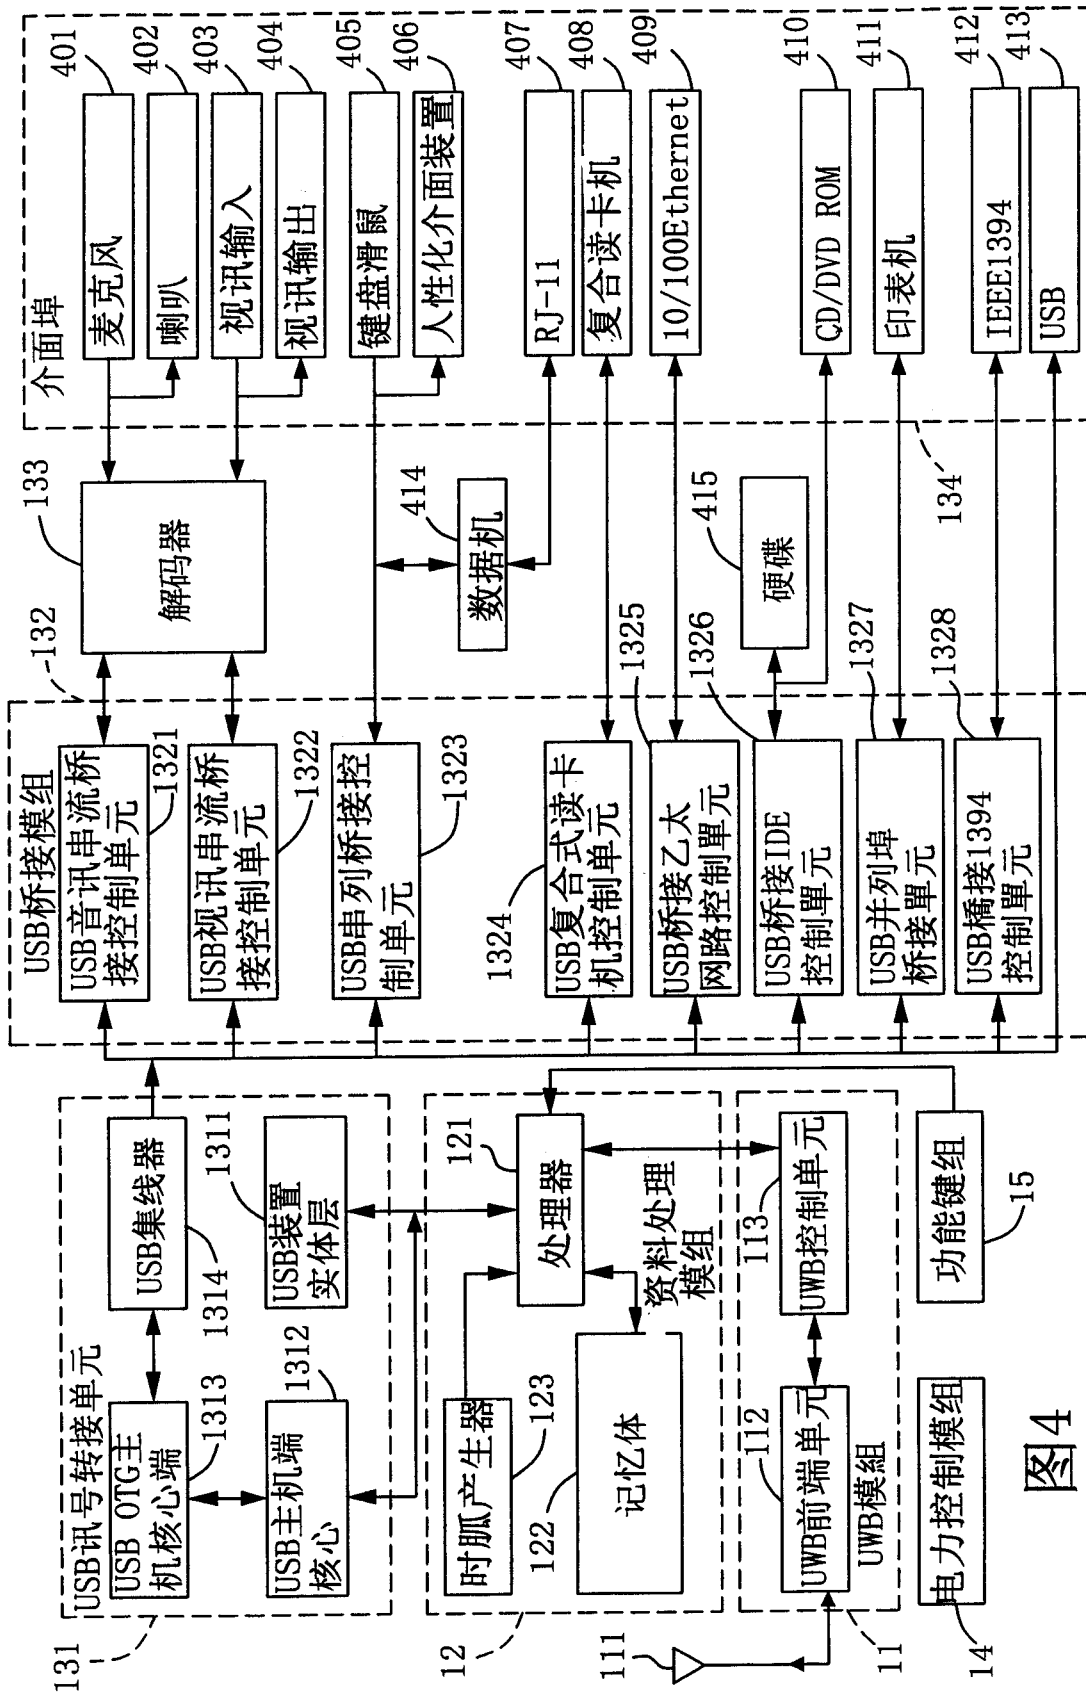 USB讯号转接单元
131
USB OTG主
机核心端
1313
USB集线器
1314
USB主机端
核心
1312
USB装置
实体层
1311
时脈产生器
123
处理器
121
记忆体
122
资料处理
模组
12
111
UWB前端单元
112
UWB控制单元
113
UWB模組
11
电力控制模组
14
功能键组
15
USB桥接模组
132
USB音讯串流桥
接控制单元
1321
USB视讯串流桥
接控制单元
1322
USB串列桥接控
制单元
1323
1324
USB复合式读卡
机控制单元
USB桥接乙太
网路控制單元
1325
USB桥接IDE
控制單元
1326
USB并列埠
桥接單元
1327
USB橋接1394
控制單元
1328
解码器
133
数据机
414
硬碟
415
介面埠
134
麦克风
401
喇叭
402
视讯输入
403
视讯输出
404
键盘滑鼠
405
人性化介面装置
406
RJ-11
407
复合读卡机
408
10/100Ethernet
409
CD/DVD ROM
410
印表机
411
IEEE1394
412
USB
413
图4